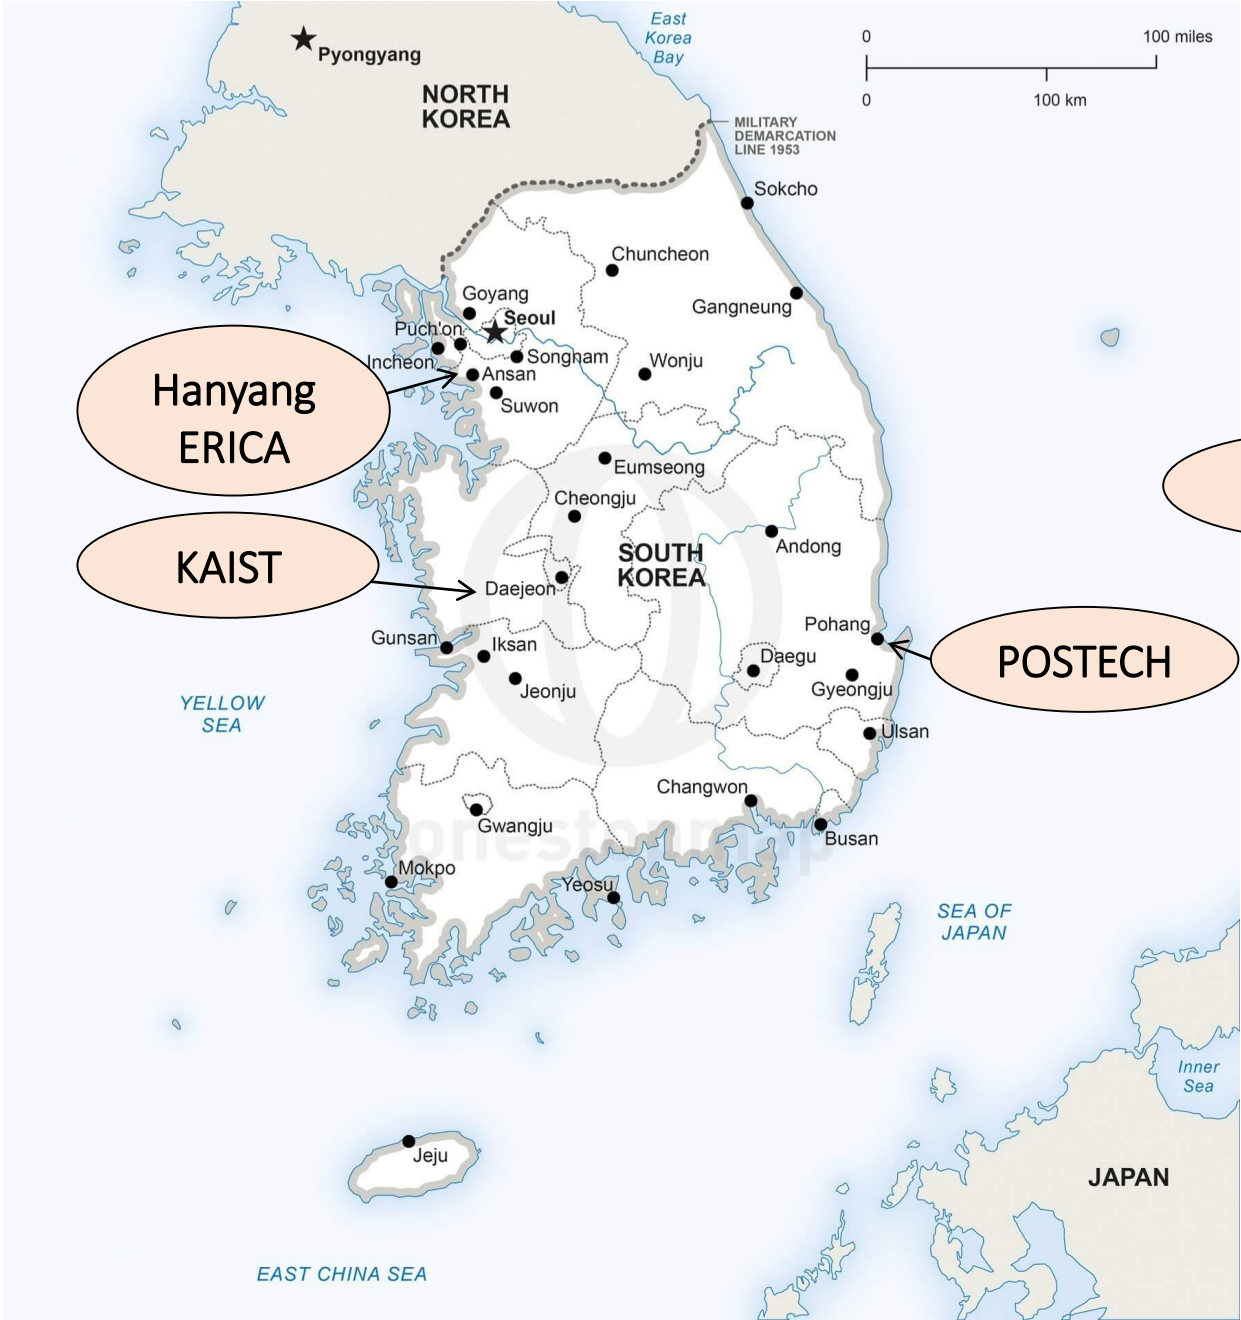 East
Korea
Bay
0
100 miles
0
100 km
Pyongyang
NORTH
KOREA
MILITARY
DEMARCATION
LINE 1953
Sokcho
Chuncheon
Goyang
Gangneung
Seoul
Puch'on
Incheon
Songnam
Wonju
Ansan
Suwon
Hanyang
ERICA
Eumseong
Cheongju
Andong
SOUTH
KOREA
KAIST
Daejeon
Pohang
Gunsan
Iksan
Daegu
POSTECH
Jeonju
Gyeongju
YELLOW
SEA
Ulsan
Changwon
Gwangju
onestopmap
Busan
Mokpo
Yeosu
SEA OF
JAPAN
Inner
Sea
Jeju
JAPAN
EAST CHINA SEA